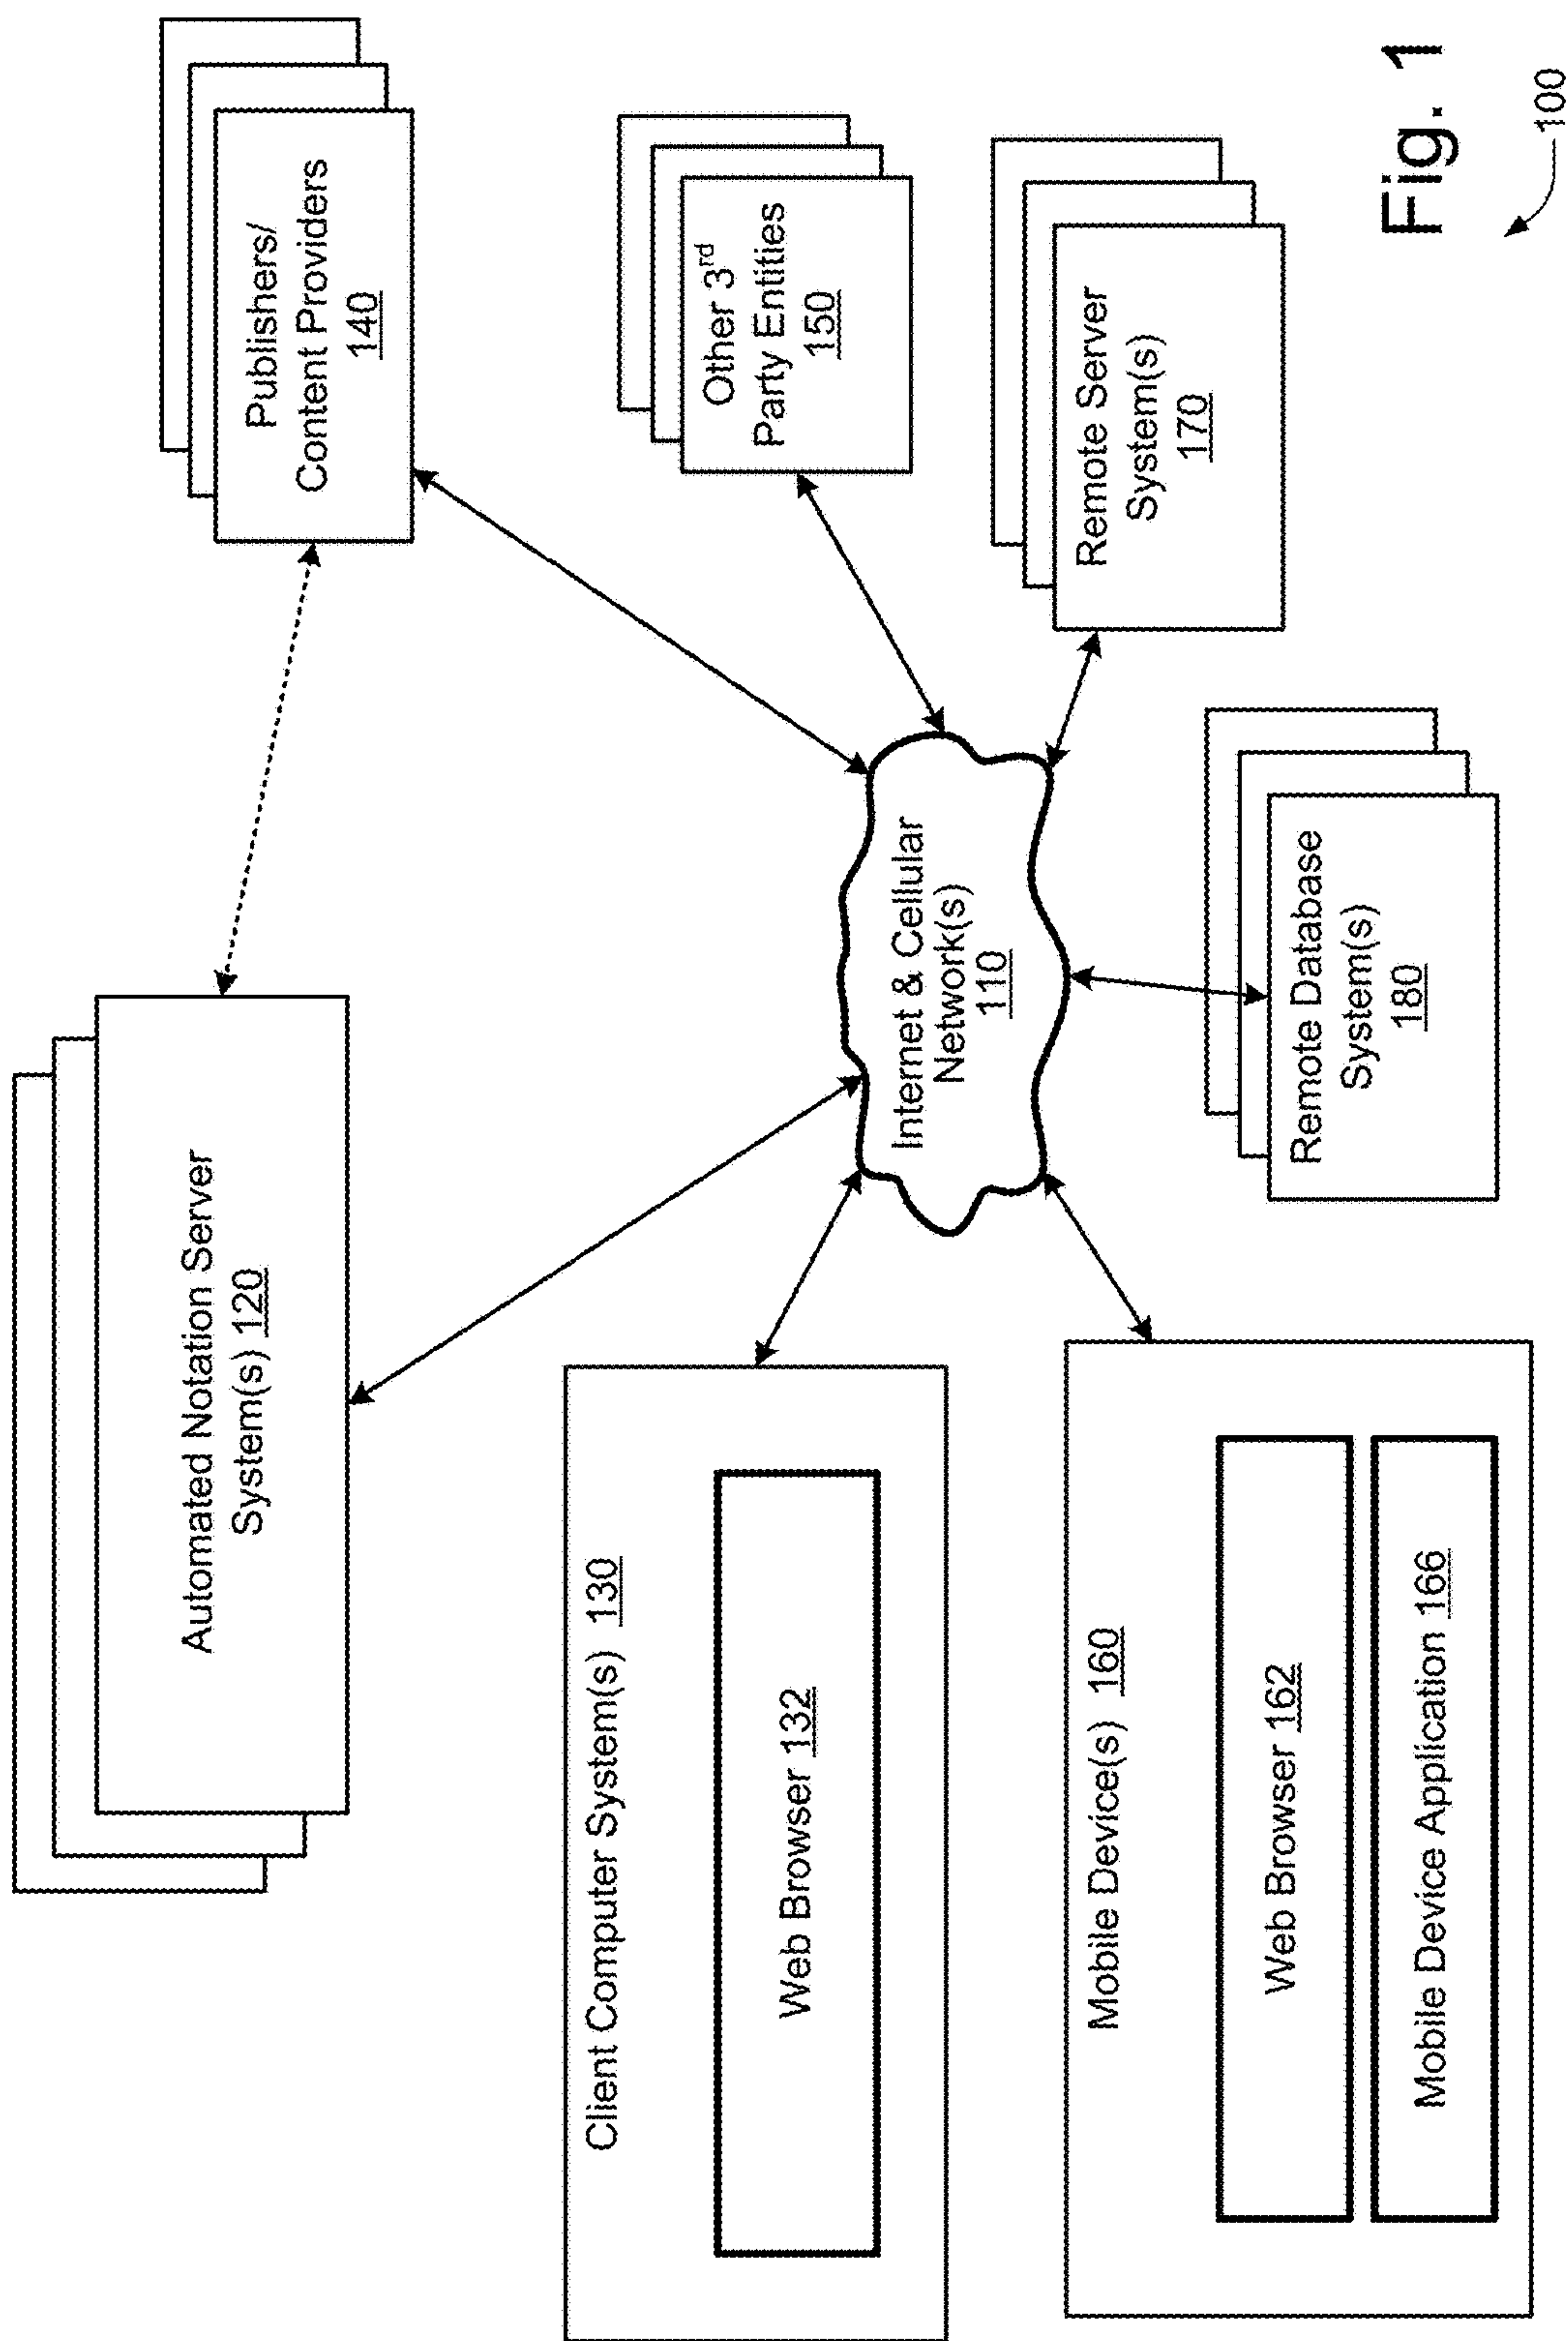 Automated Notation Server
System(s) 120
Publishers/
Content Providers
140
Client Computer System(s) 130
Web Browser 132
Internet & Cellular
Network(s)
110
Other 3rd
Party Entities
150
Remote Server
System(s)
170
Mobile Device(s) 160
Web Browser 162
Mobile Device Application 166
Remote Database
System(s)
180
Fig. 1
100